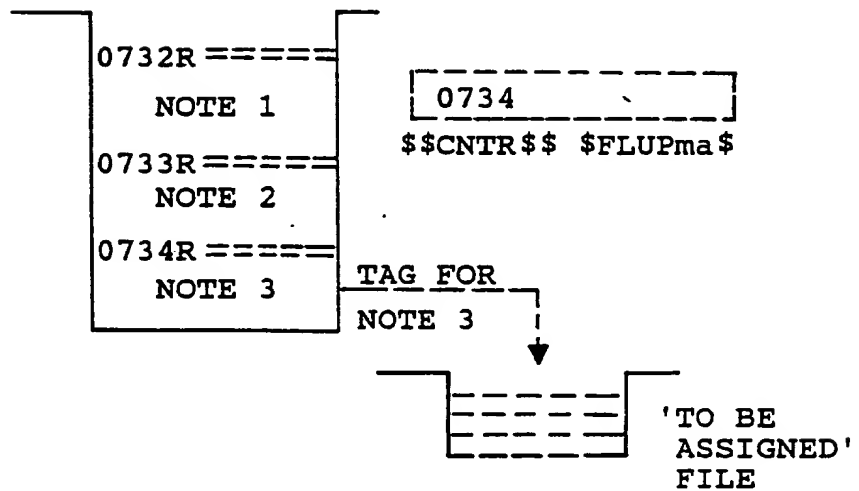 0732R
NOTE 1
0733R
NOTE 2
0734R
NOTE 3
0734
$$CNTR$$ $FLUPma$
TAG FOR
NOTE 3
'TO BE
ASSIGNED'
FILE